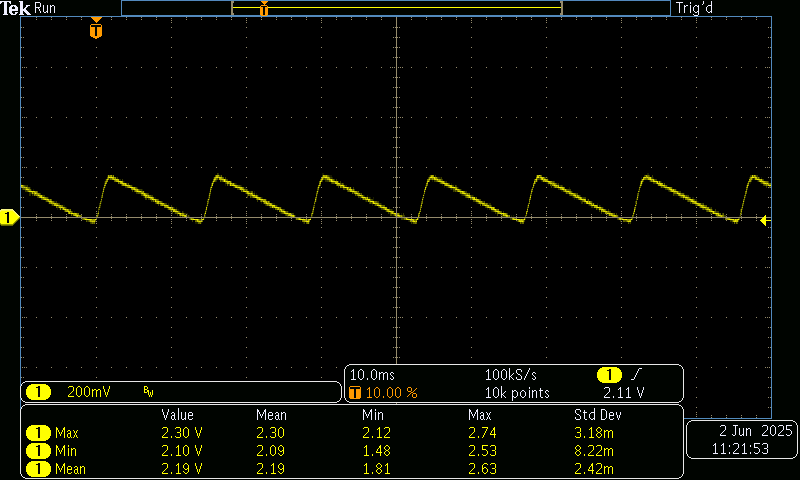 Tek Run Trig'd
T
T
1
1 200mV BW
10.0ms 100kS/s 1
T 10.00 % 10k points 2.11 V
Value Mean Min Max Std Dev
1 Max 2.30 V 2.30 2.12 2.74 3.18m
1 Min 2.10 V 2.09 1.48 2.53 8.22m
1 Mean 2.19 V 2.19 1.81 2.63 2.42m
2 Jun 2025
11:21:53